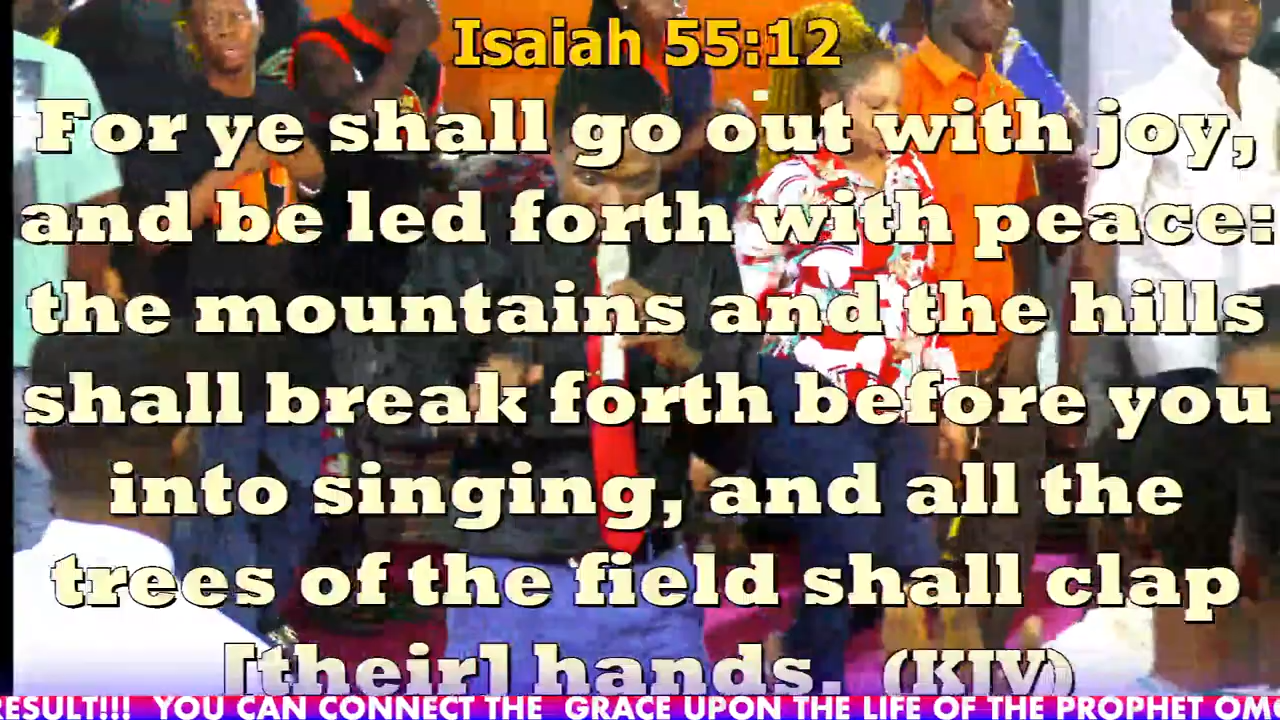 Isaiah 55:12
For ye shall go out with joy,
and be led forth with peace:
the mountains and the hills
shall break forth before you
into singing, and all the
trees of the field shall clap
[their] hands. (KJV)
RESULT!!! YOU CAN CONNECT THE GRACE UPON THE LIFE OF THE PROPHET